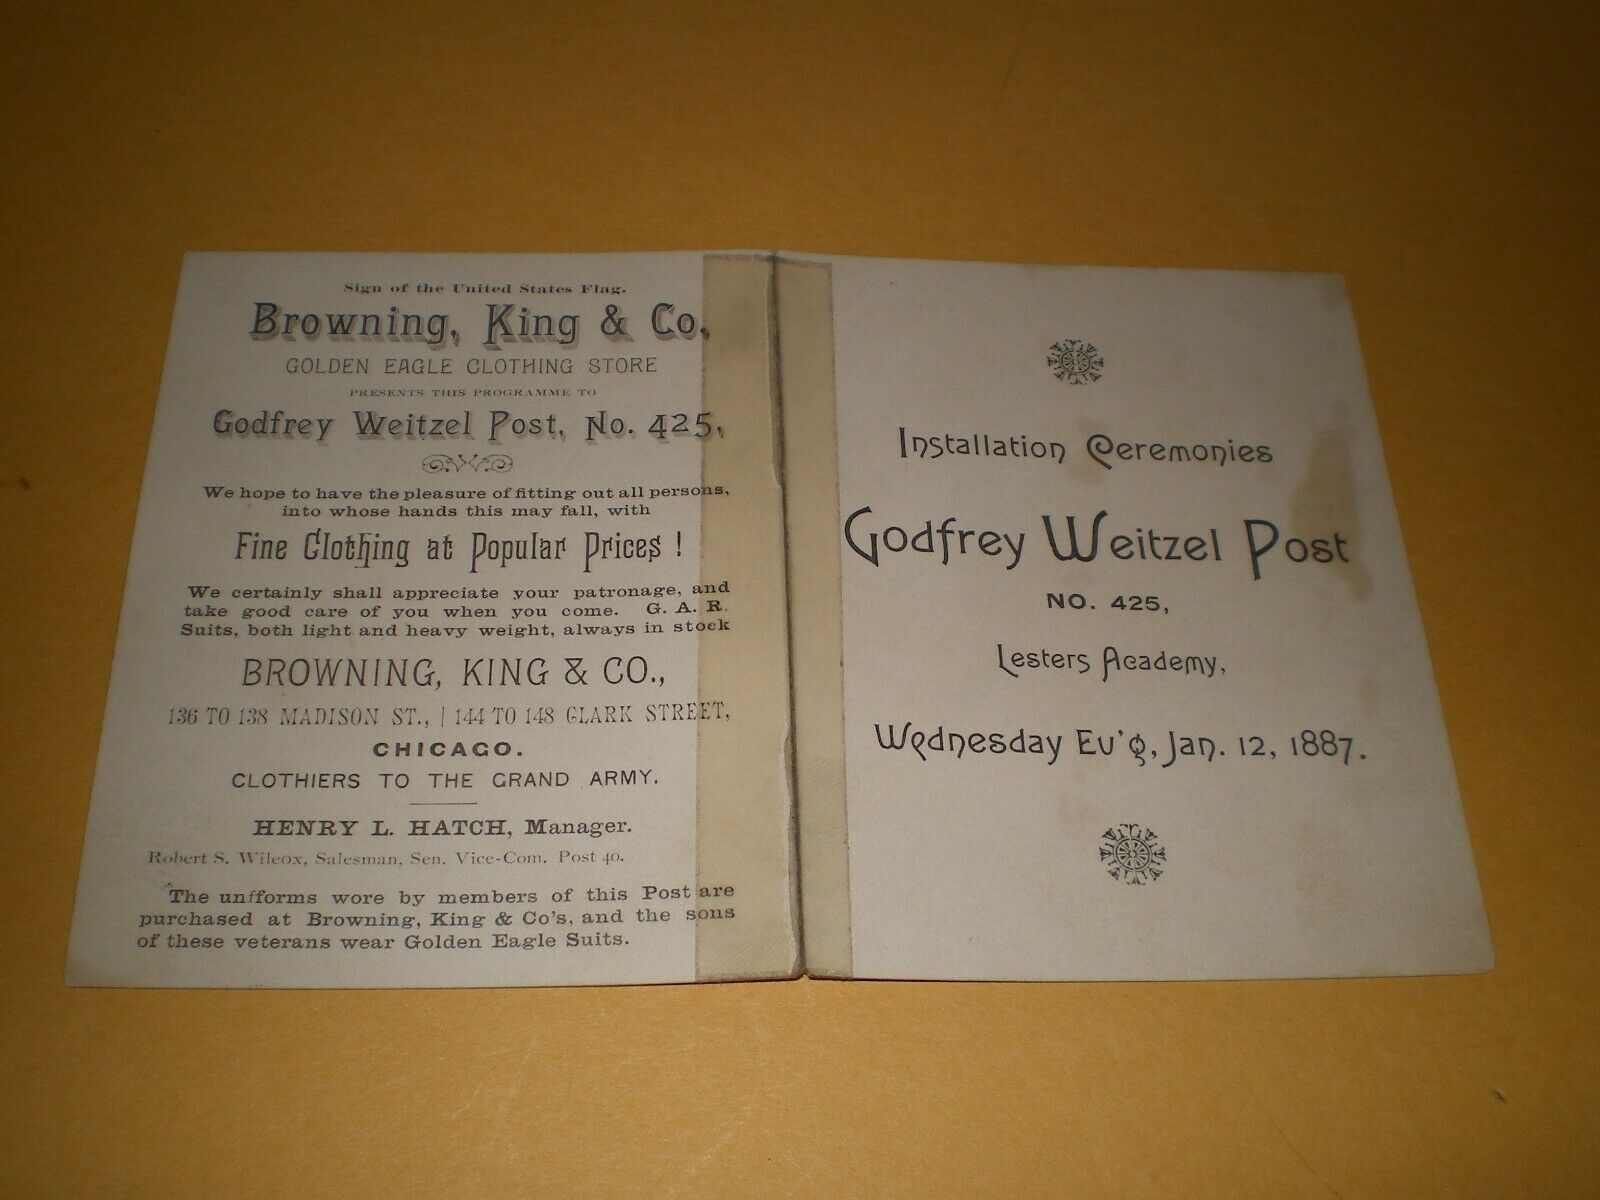 Sign of the United States Flag.
Browning, King & Co,
GOLDEN EAGLE CLOTHING STORE
PRESENTS THIS PROGRAMME TO
Godfrey Weitzel Post, No. 425,
We hope to have the pleasure of fitting out all persons,
into whose hands this may fall, with
Fine Clothing at Popular Prices !
We certainly shall appreciate your patronage, and
take good care of you when you come. G. A. R.
Suits, both light and heavy weight, always in stock
BROWNING, KING & CO.,
136 TO 138 MADISON ST., | 144 TO 148 CLARK STREET,
CHICAGO.
CLOTHIERS TO THE GRAND ARMY.
HENRY L. HATCH, Manager.
Robert S. Wilcox, Salesman, Sen. Vice-Com. Post 40.
The unfforms wore by members of this Post are
purchased at Browning, King & Co's, and the sons
of these veterans wear Golden Eagle Suits.
Installation Ceremonies
Godfrey Weitzel Post
NO. 425,
Lesters Academy,
Wednesday Ev'g, Jan. 12, 1887.